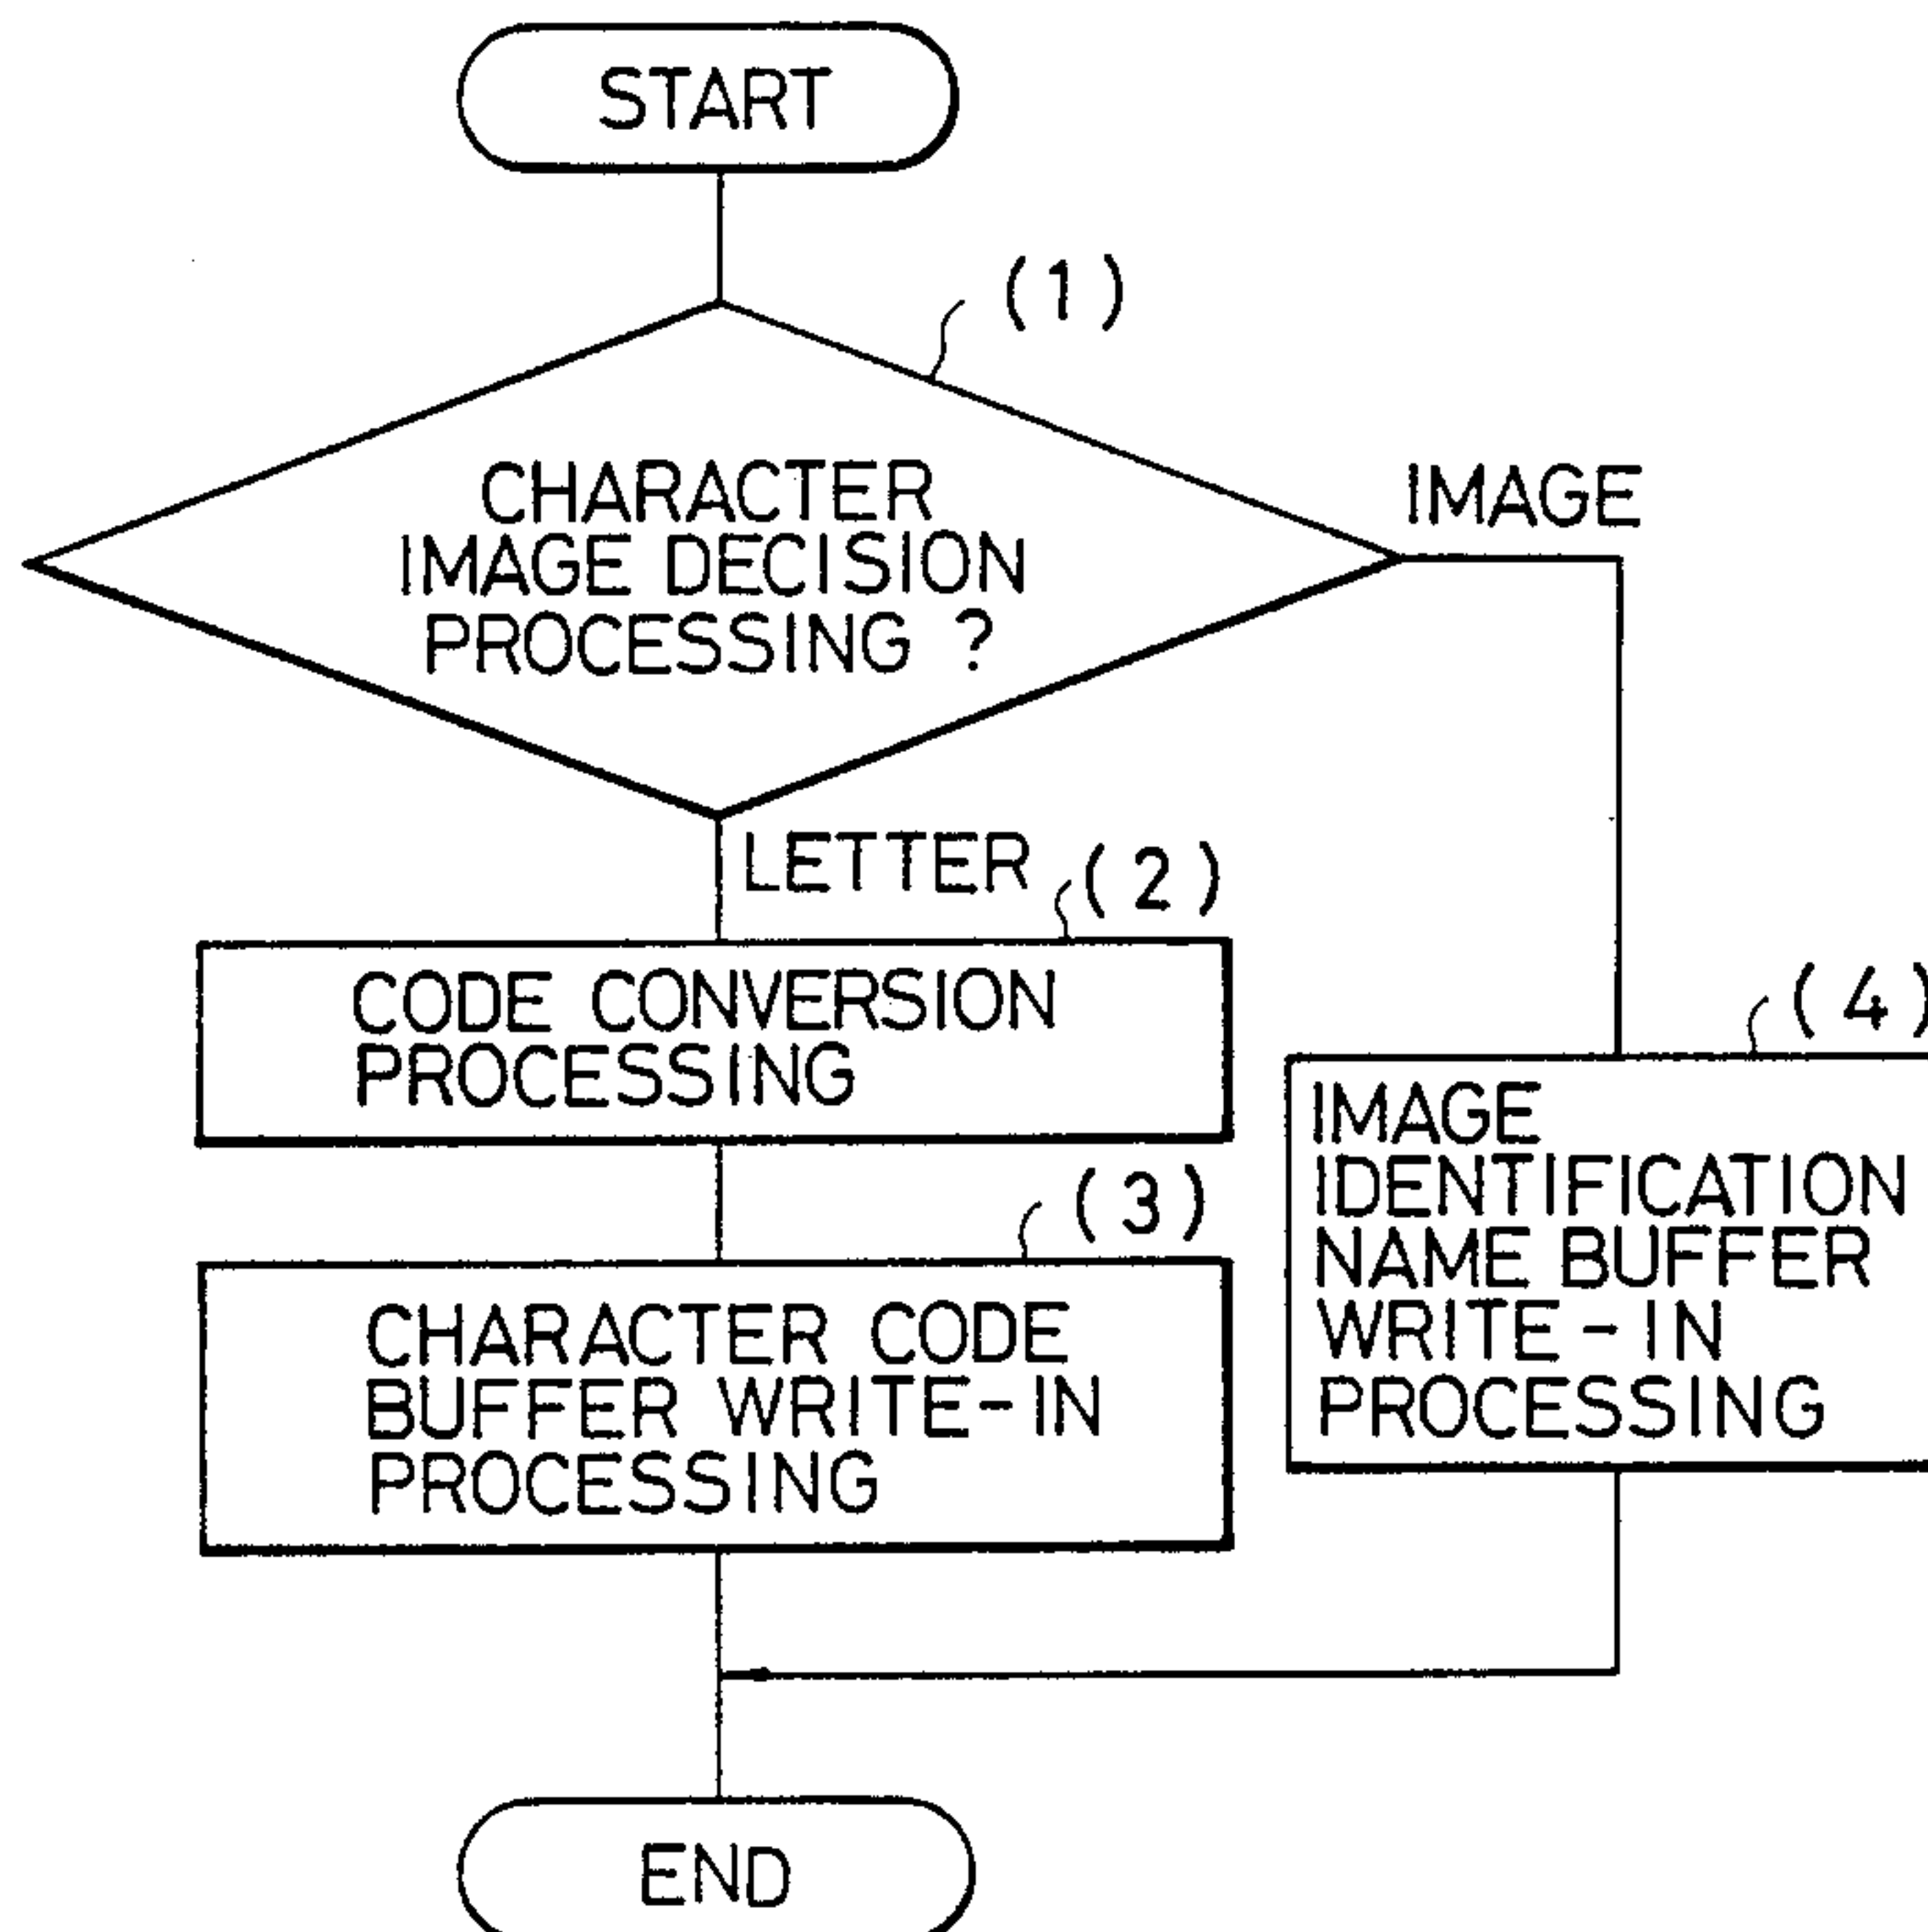 START
(1)
CHARACTER
IMAGE DECISION
PROCESSING ?
IMAGE
LETTER
(2)
CODE CONVERSION
PROCESSING
(3)
CHARACTER CODE
BUFFER WRITE-IN
PROCESSING
(4)
IMAGE
IDENTIFICATION
NAME BUFFER
WRITE-IN
PROCESSING
END